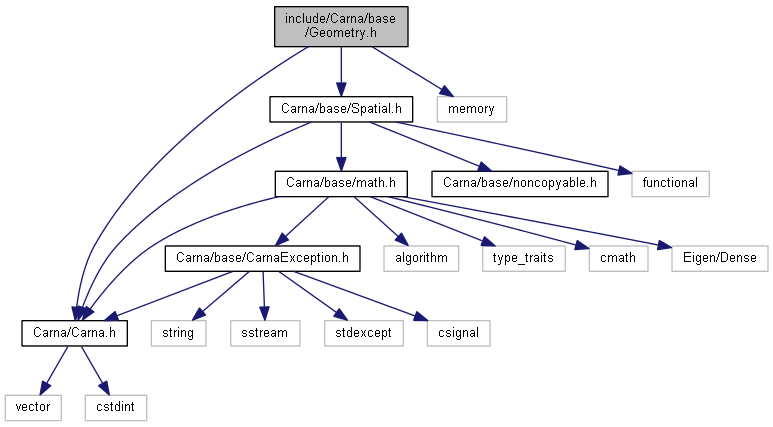 include/Carna/base
/Geometry.h
Carna/base/Spatial.h
memory
Carna/base/math.h
Carna/base/noncopyable.h
functional
Carna/base/CarnaException.h
algorithm
type_traits
cmath
Eigen/Dense
Carna/Carna.h
string
sstream
stdexcept
csignal
vector
cstdint